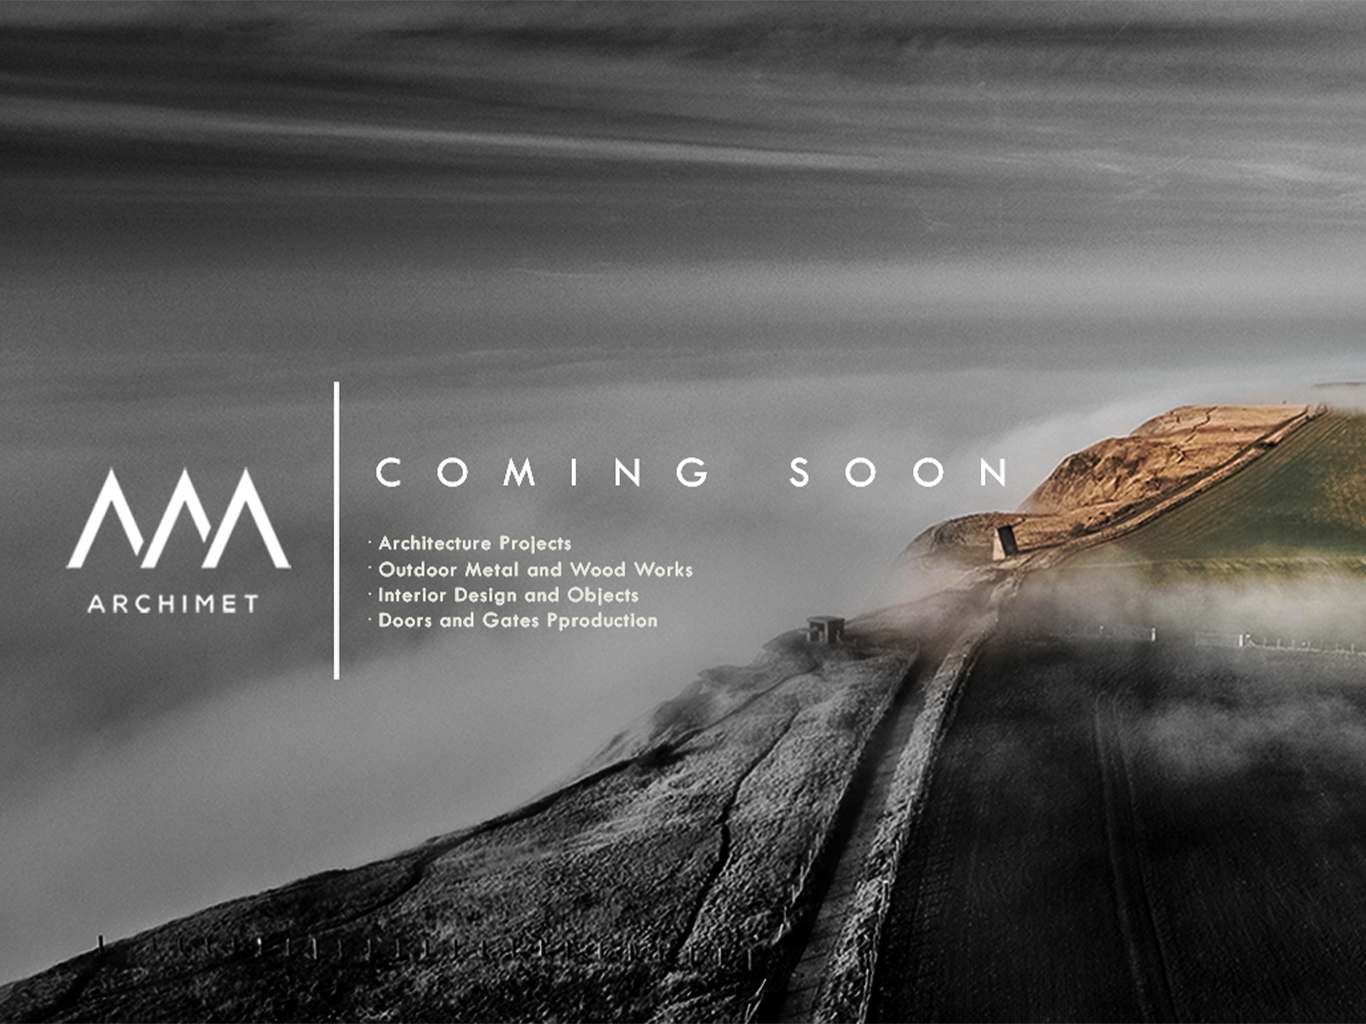 ARCHIMET
COMING SOON
· Architecture Projects
· Outdoor Metal and Wood Works
· Interior Design and Objects
· Doors and Gates Pproduction